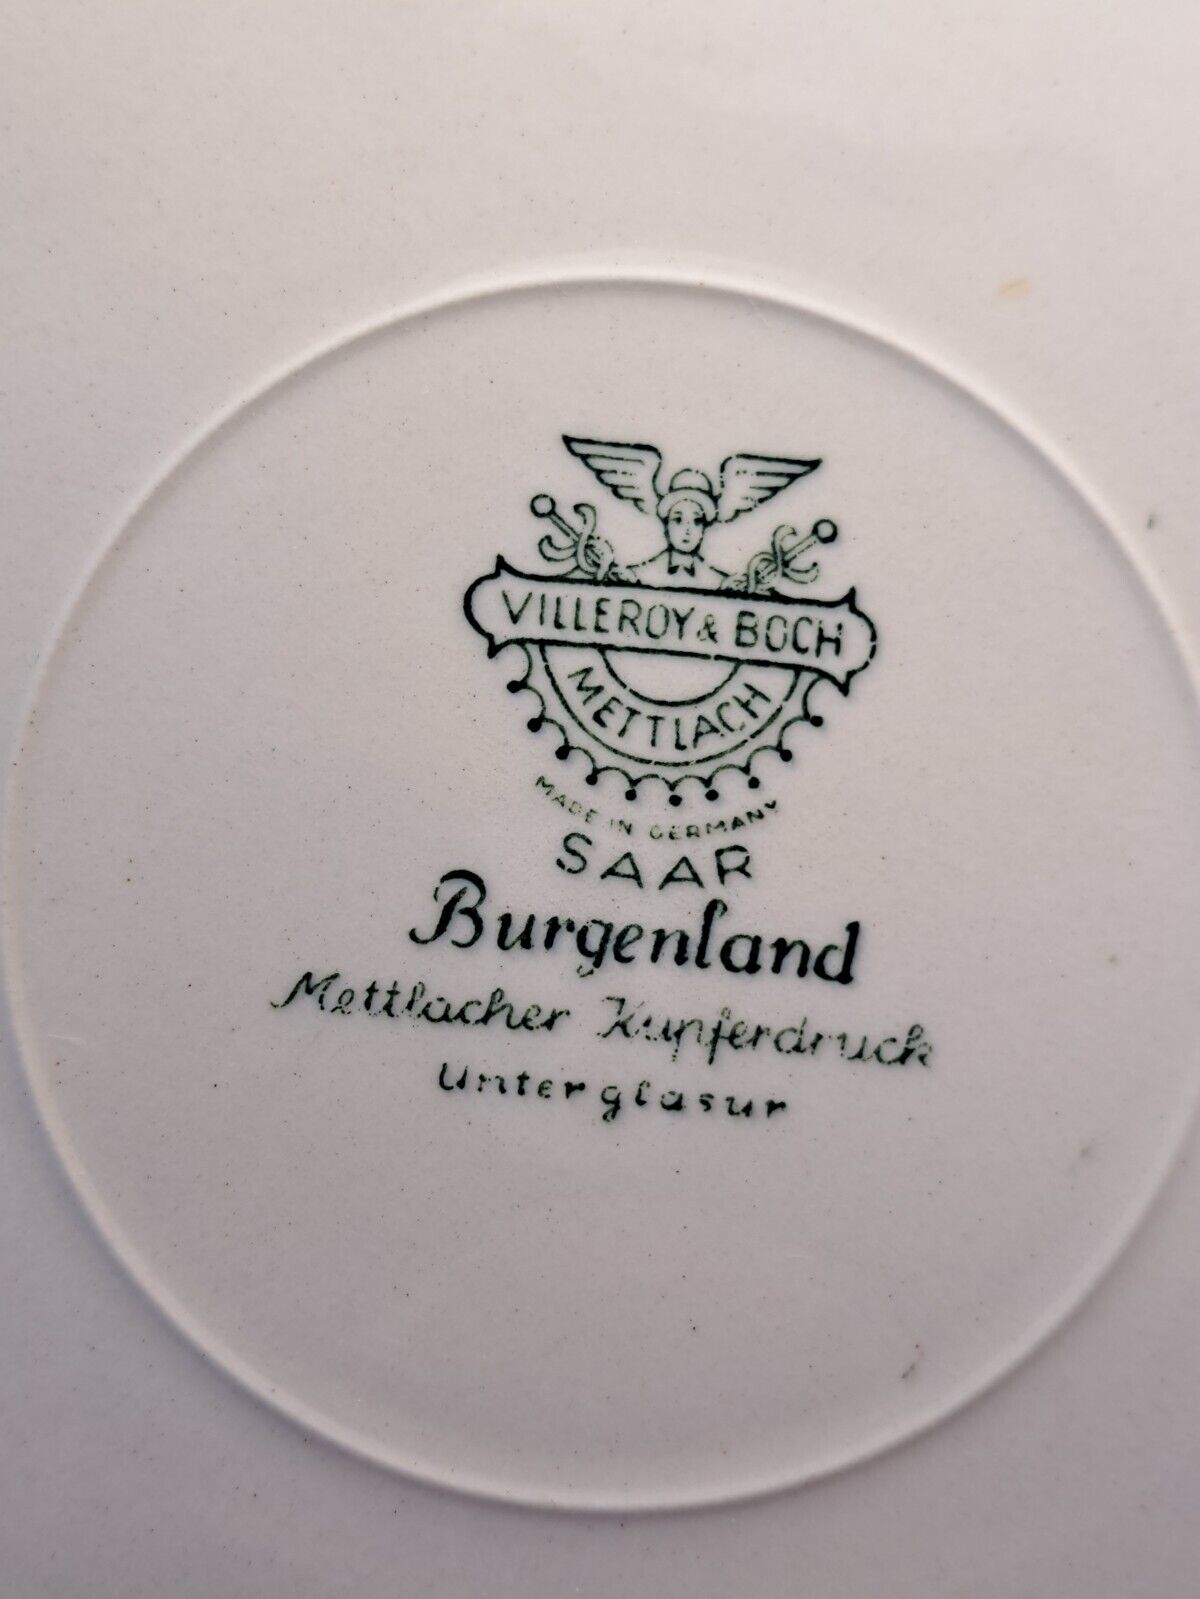 VILLEROY & BOCH
METTLACH
MADE IN GERMANY
SAAR
Burgenland
Mettlacher Kupferdruck
Unterglasur